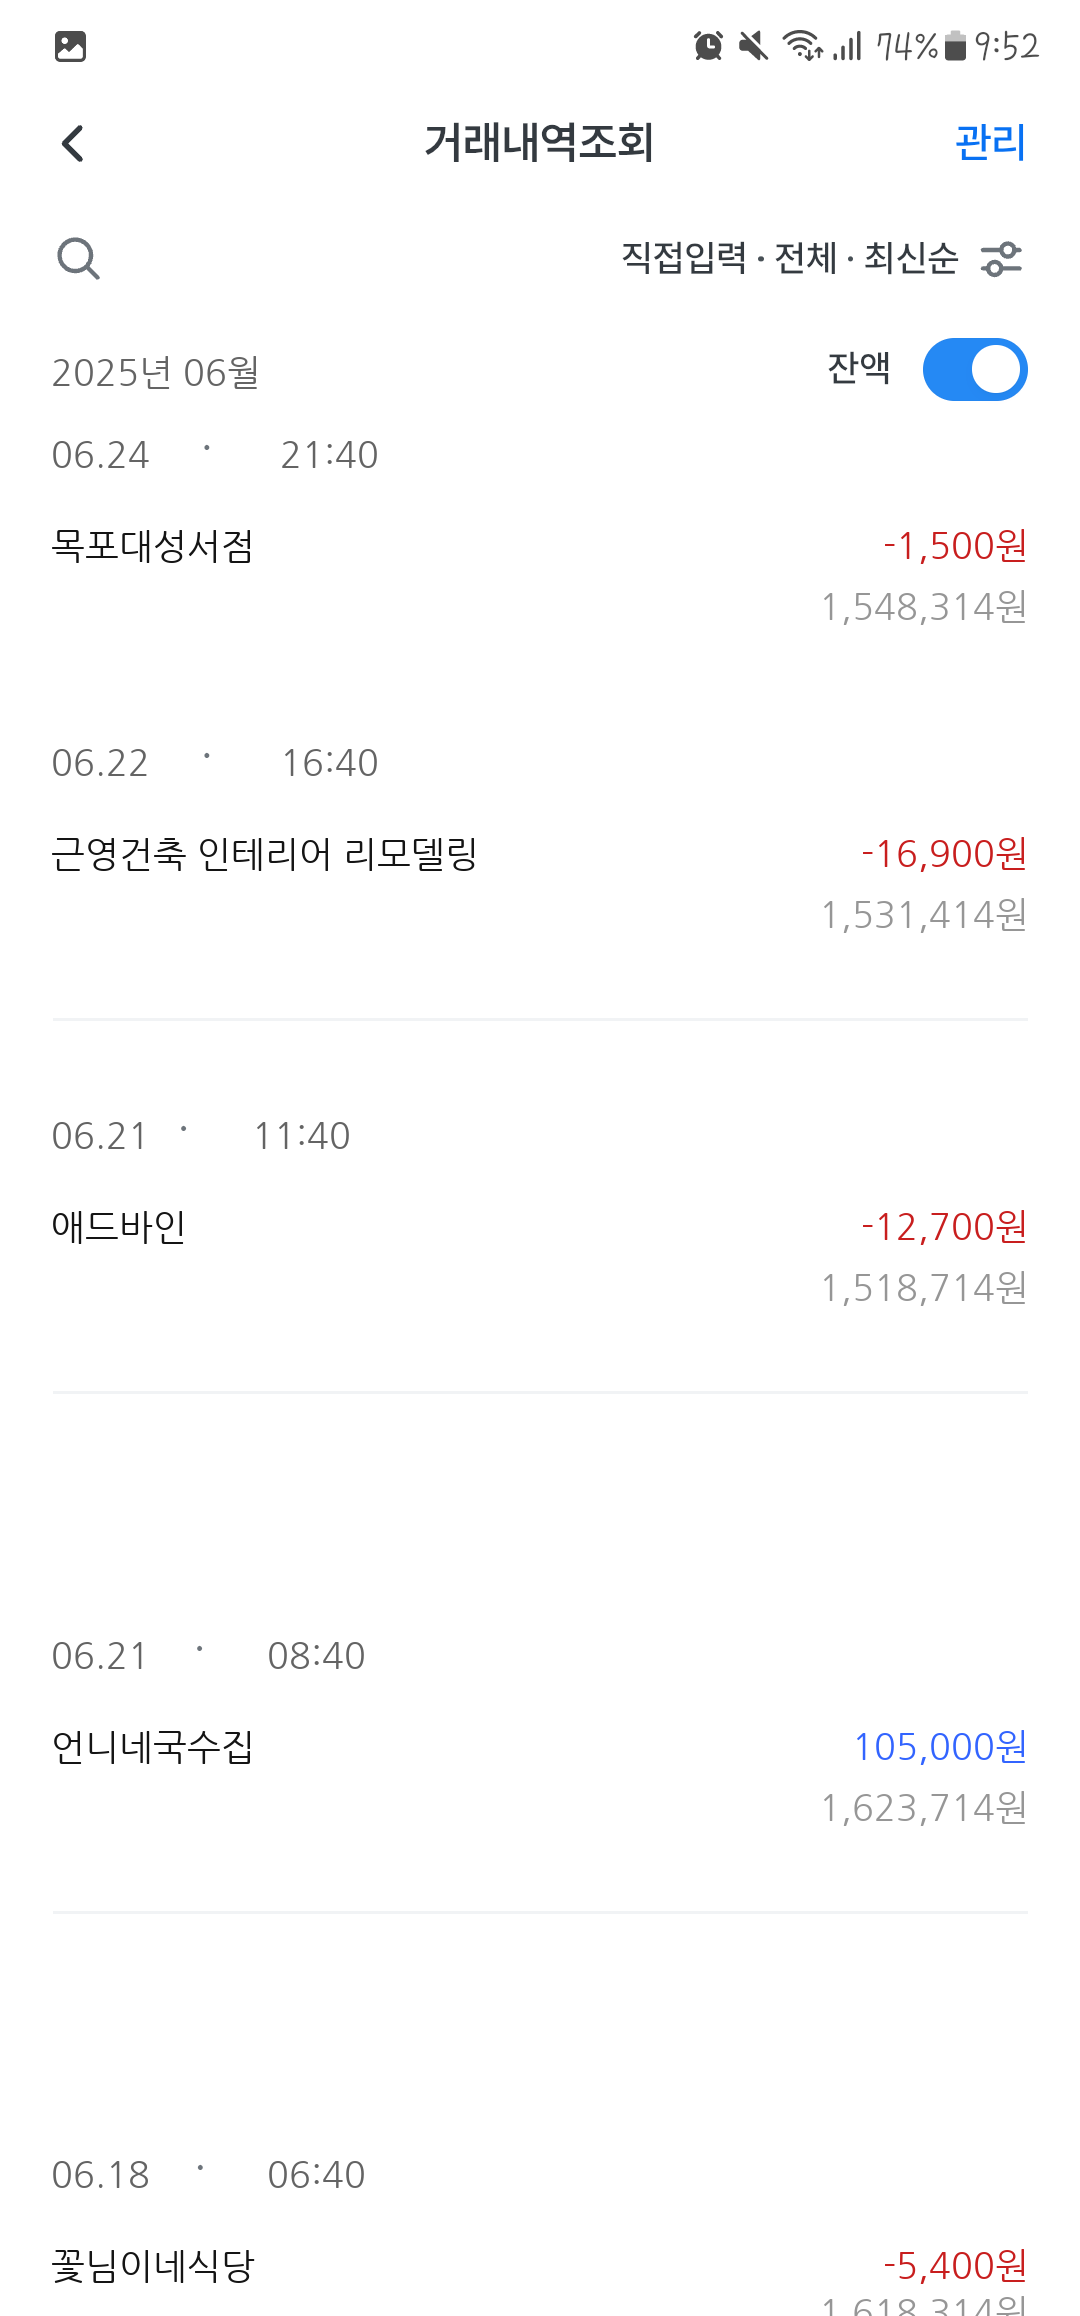 74% 9:52
거래내역조회 관리
직접입력 · 전체 · 최신순
2025년 06월 잔액
06.24 · 21:40
목포대성서점 -1,500원
1,548,314원
06.22 · 16:40
근영건축 인테리어 리모델링 -16,900원
1,531,414원
06.21 · 11:40
애드바인 -12,700원
1,518,714원
06.21 · 08:40
언니네국수집 105,000원
1,623,714원
06.18 · 06:40
꽃님이네식당 -5,400원
1,618,314원